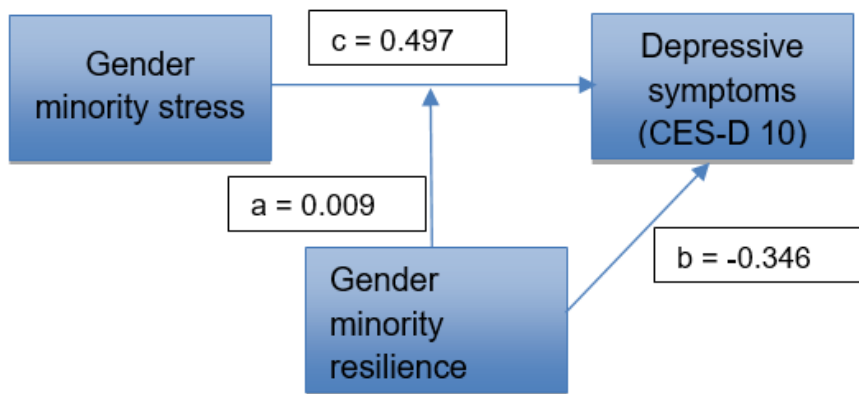 Gender
minority stress
c = 0.497
Depressive
symptoms
(CES-D 10)
a = 0.009
Gender
minority
resilience
b = -0.346